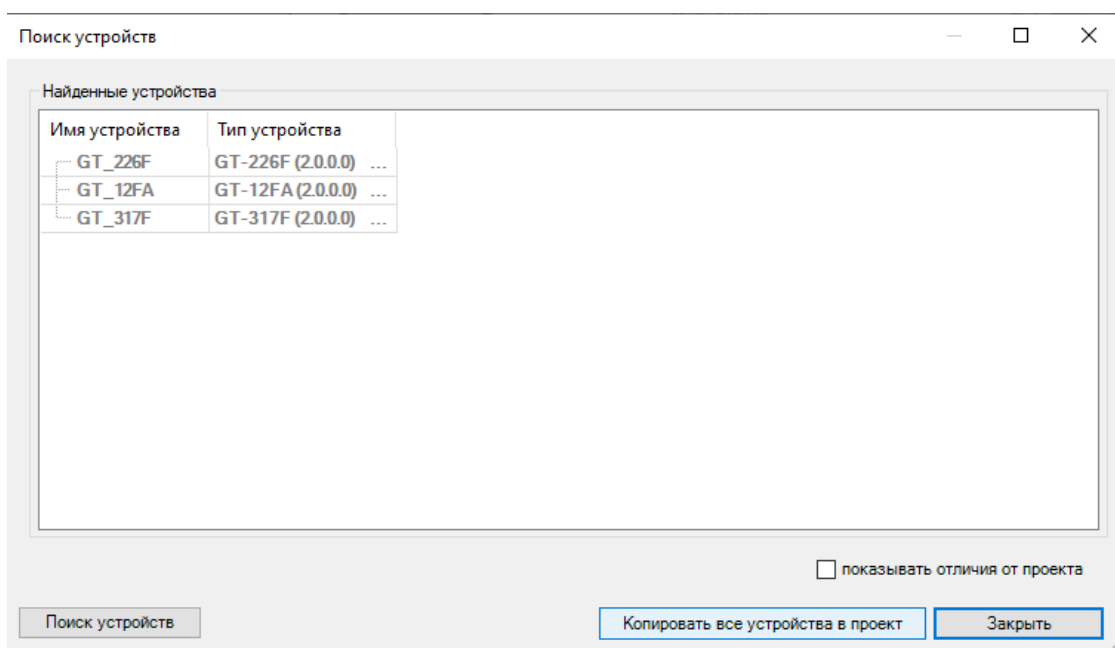 Поиск устройств
Найденные устройства
Имя устройства Тип устройства
GT_226F GT-226F (2.0.0.0) ...
GT_12FA GT-12FA (2.0.0.0) ...
GT_317F GT-317F (2.0.0.0) ...
показывать отличия от проекта
Поиск устройств Копировать все устройства в проект Закрыть